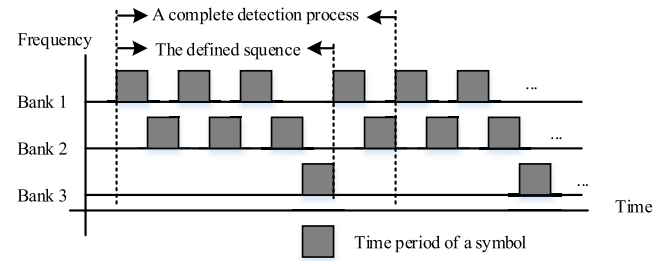 A complete detection process
Frequency
The defined squence
Bank 1
...
Bank 2
...
Bank 3
...
Time
Time period of a symbol